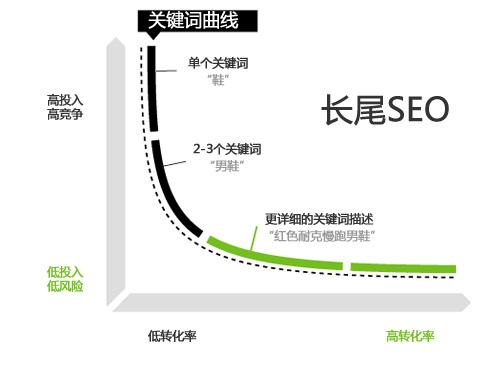 关键词曲线
单个关键词
“鞋”
高投入
高竞争
长尾SEO
2-3个关键词
“男鞋”
更详细的关键词描述
“红色耐克慢跑男鞋”
低投入
低风险
低转化率
高转化率